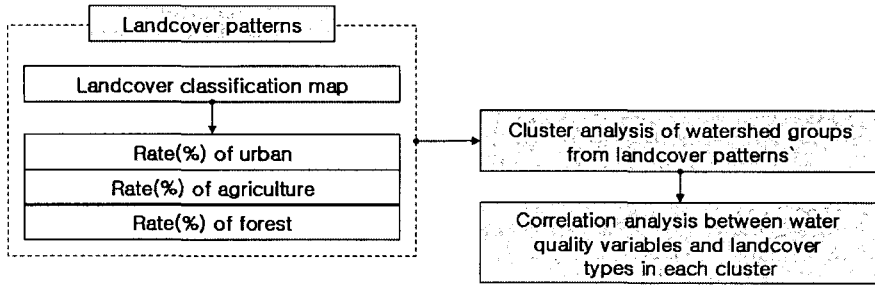 Landcover patterns
Landcover classification map
Rate(%) of urban
Rate(%) of agriculture
Rate(%) of forest
Cluster analysis of watershed groups
from landcover patterns`
Correlation analysis between water
quality variables and landcover
types in each cluster